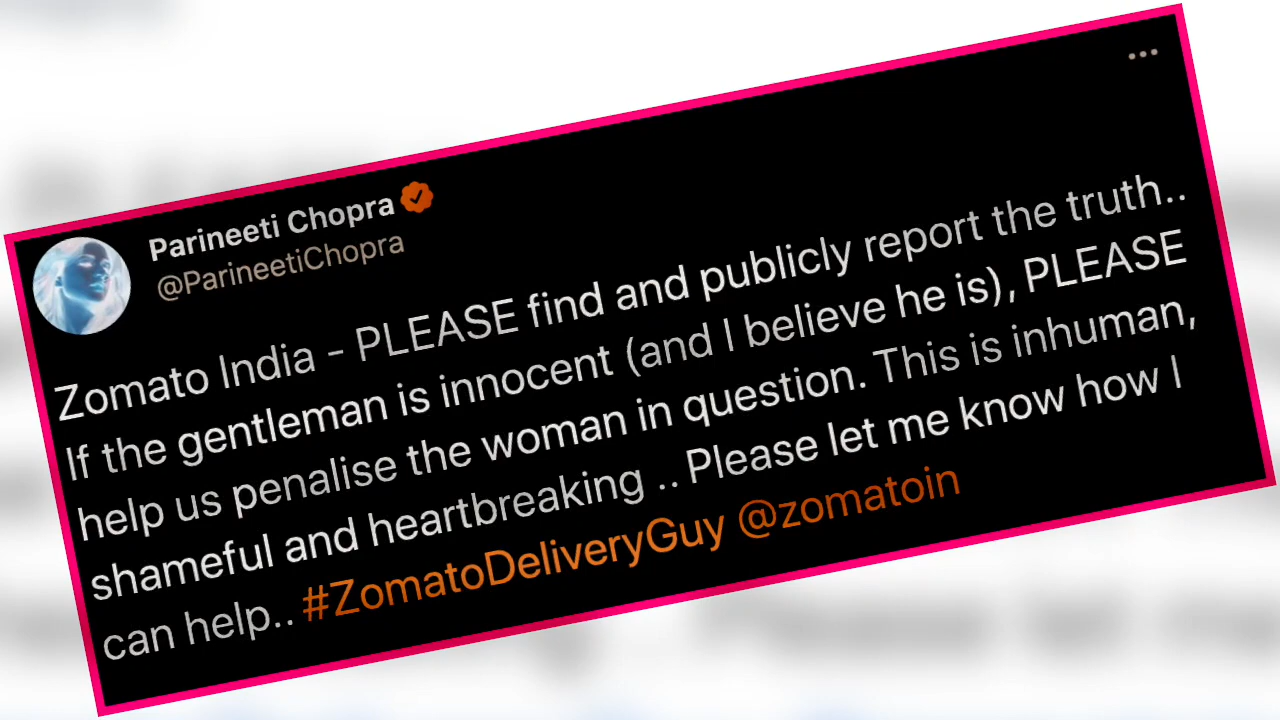 Parineeti Chopra
@ParineetiChopra
Zomato India - PLEASE find and publicly report the truth..
If the gentleman is innocent (and I believe he is), PLEASE
help us penalise the woman in question. This is inhuman,
shameful and heartbreaking .. Please let me know how I
can help.. #ZomatoDeliveryGuy @zomatoin